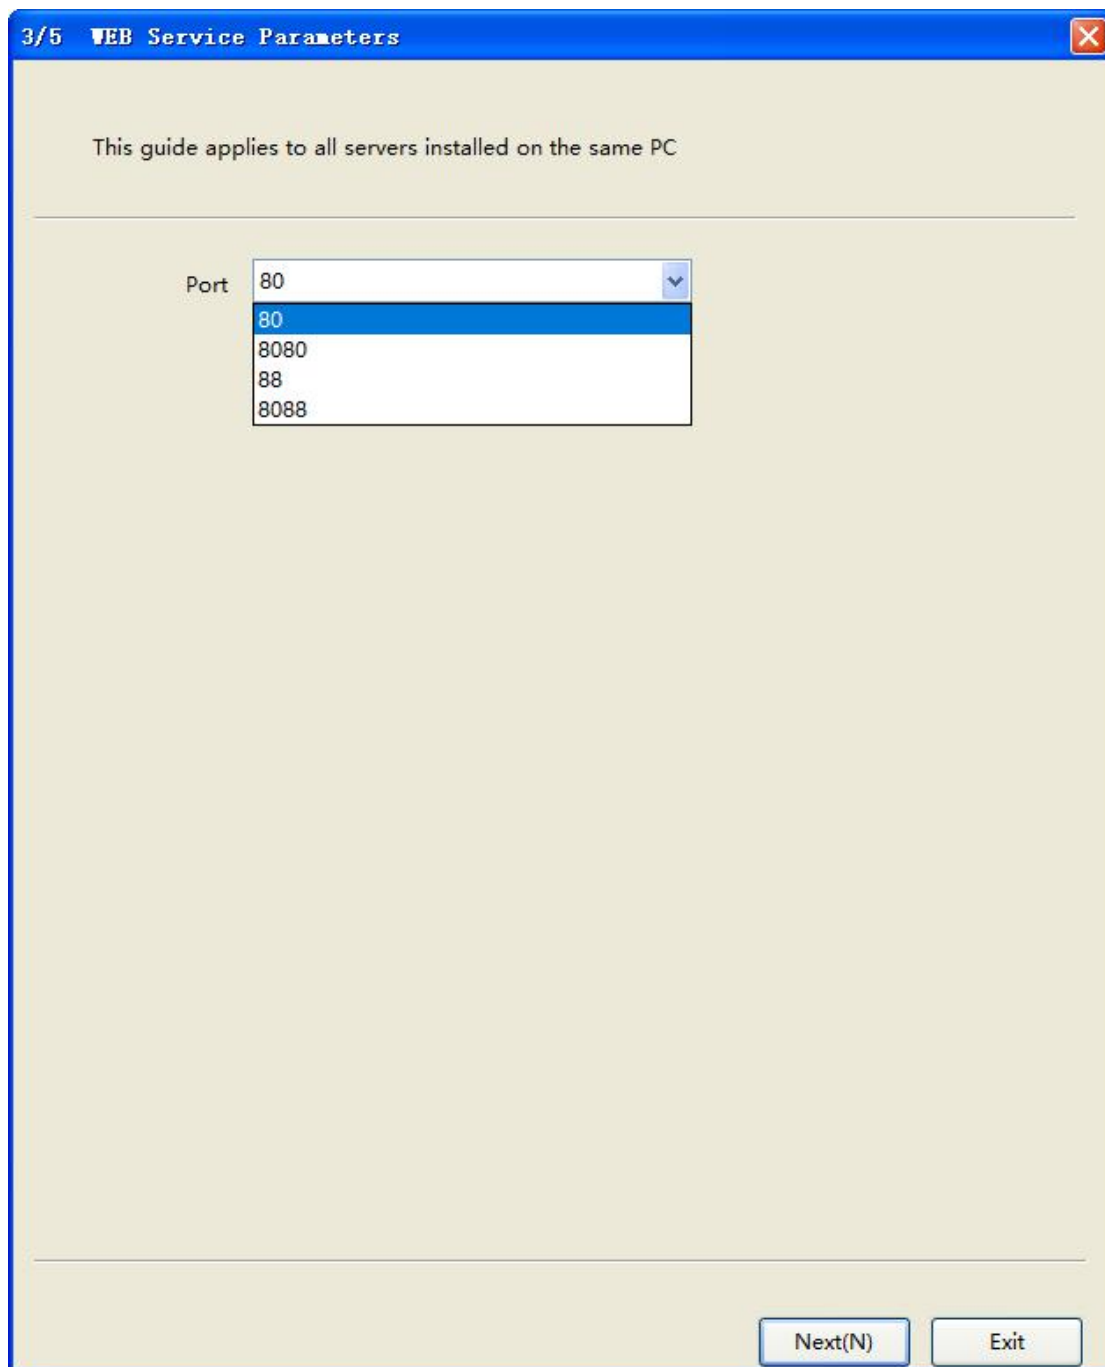 3/5 WEB Service Parameters
This guide applies to all servers installed on the same PC
Port 80
80
8080
88
8088
Next(N) Exit